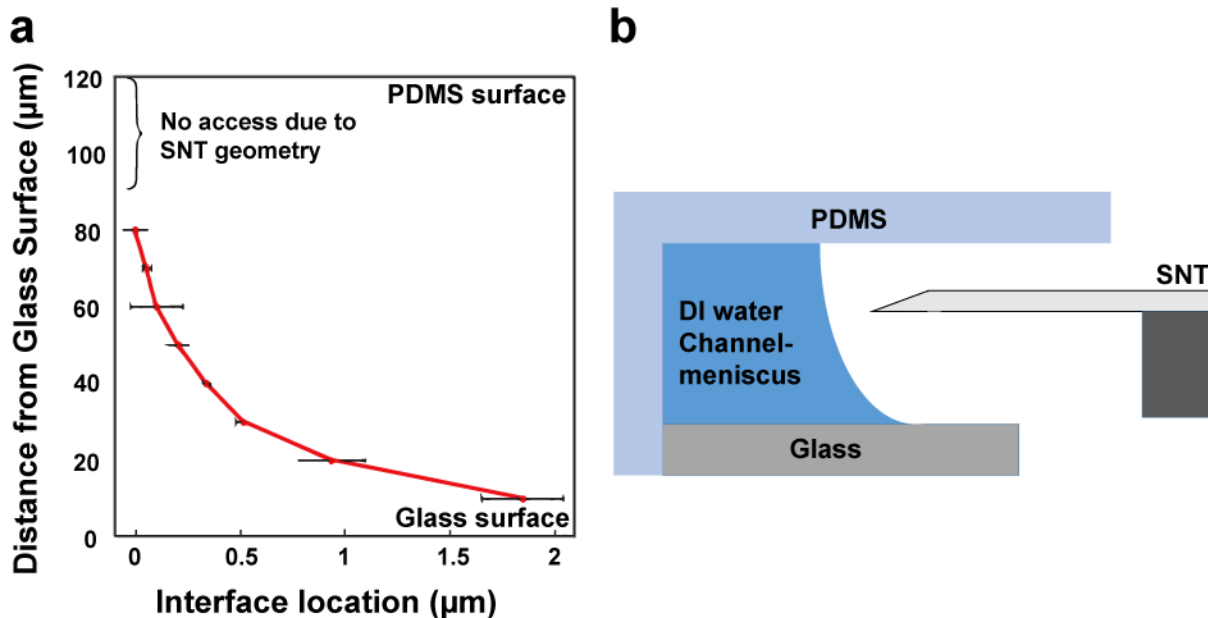 a
Distance from Glass Surface (µm)
120
100
80
60
40
20
0
No access due to
SNT geometry
PDMS surface
Glass surface
0
0.5
1
1.5
2
Interface location (µm)
b
PDMS
SNT
DI water
Channel-
meniscus
Glass